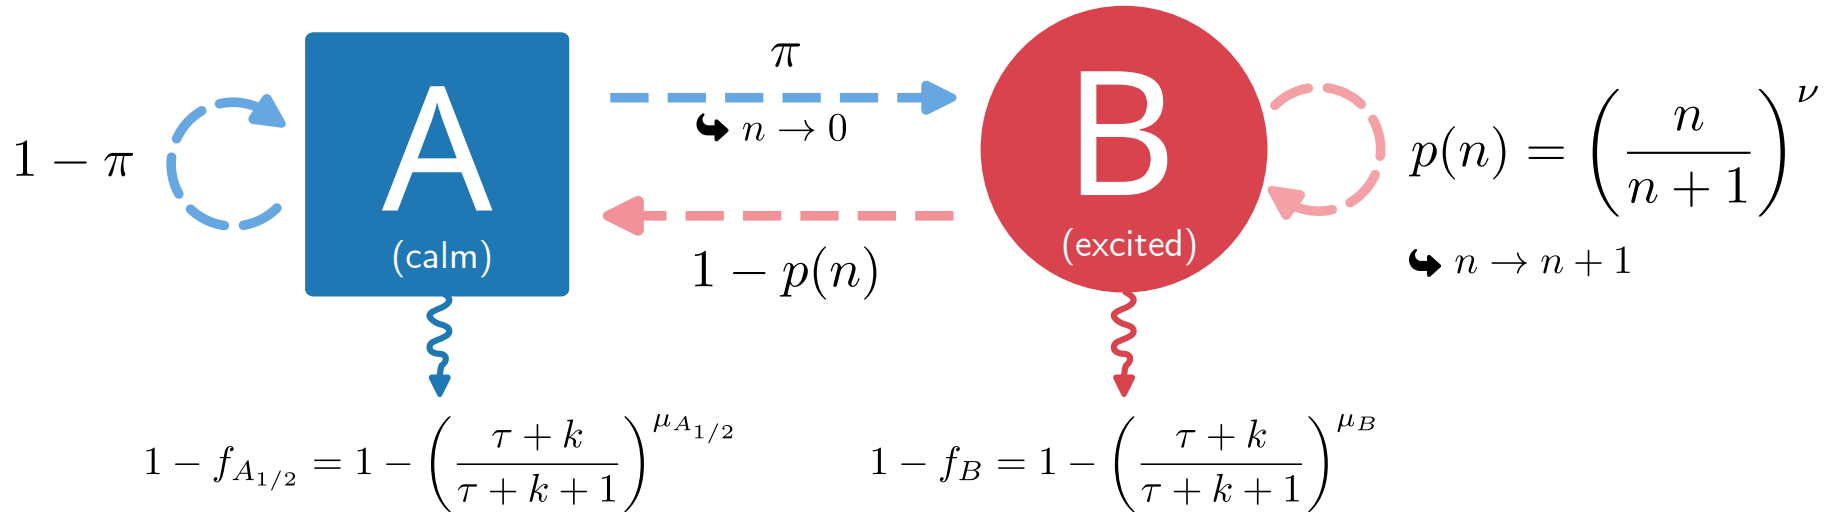 π
↪ n → 0
A
(calm)
B
(excited)
1 − π
p(n) = (n / (n + 1))^ν
↪ n → n + 1
1 − p(n)
1 − f_{A_{1/2}} = 1 − ((τ + k) / (τ + k + 1))^{μ_{A_{1/2}}}
1 − f_B = 1 − ((τ + k) / (τ + k + 1))^{μ_B}